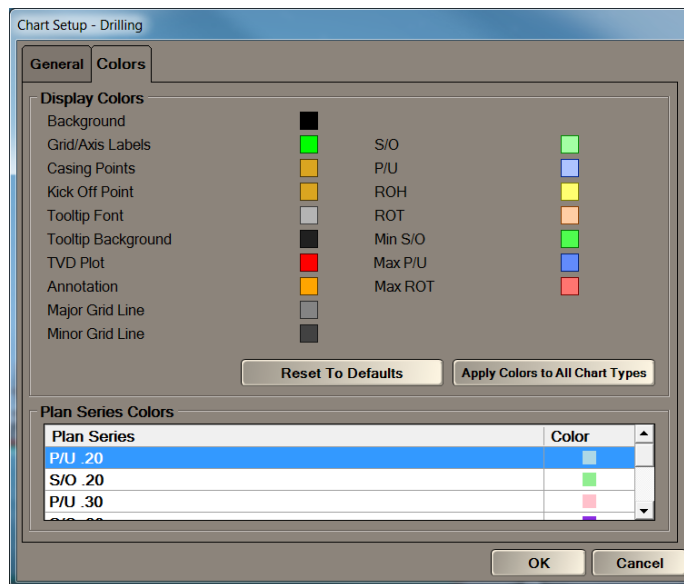 Chart Setup - Drilling
General Colors
Display Colors
Background
Grid/Axis Labels S/O
Casing Points P/U
Kick Off Point ROH
Tooltip Font ROT
Tooltip Background Min S/O
TVD Plot Max P/U
Annotation Max ROT
Major Grid Line
Minor Grid Line
Reset To Defaults Apply Colors to All Chart Types
Plan Series Colors
Plan Series Color
P/U .20
S/O .20
P/U .30
OK Cancel